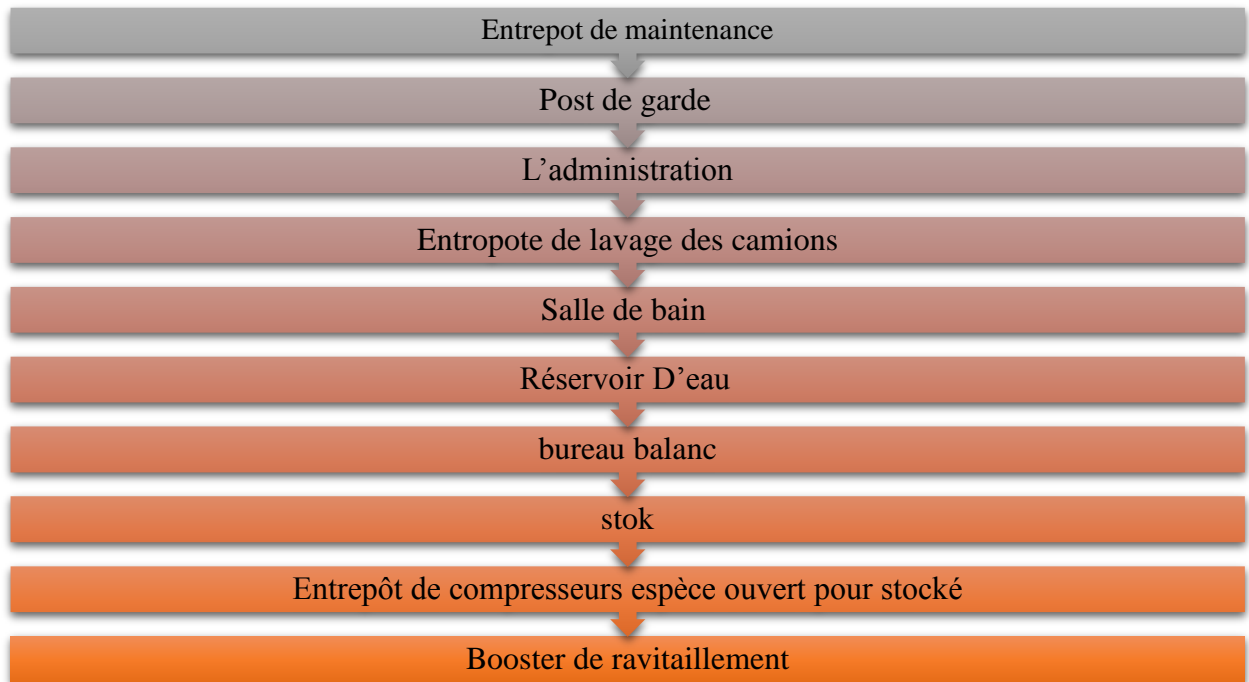 Entrepot de maintenance
Post de garde
L’administration
Entropote de lavage des camions
Salle de bain
Réservoir D’eau
bureau balanc
stok
Entrepôt de compresseurs espèce ouvert pour stocké
Booster de ravitaillement